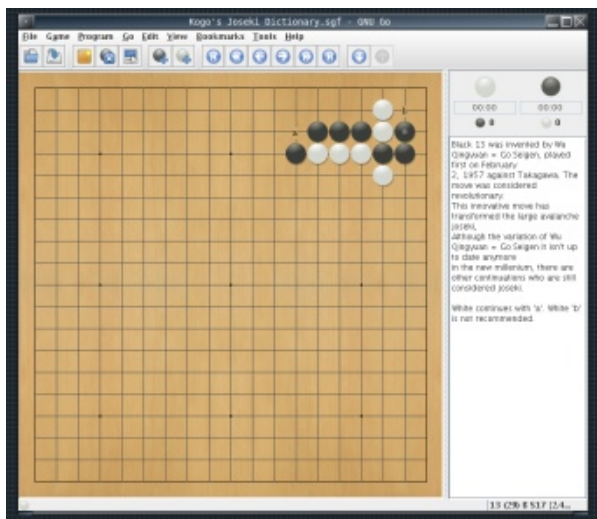 Kogo's Joseki Dictionary.sgf - GNU Go
File Game Program Go Edit View Bookmarks Tools Help
00:00 00:00
0 0
a
b
Black 13 was invented by Wu
Qingyuan = Go Seigen, played
first on February
2, 1957 against Takagawa. The
move was considered
revolutionary.
This innovative move has
transformed the large avalanche
joseki,
Although the variation of Wu
Qingyuan = Go Seigen it isn't up
to date anymore
in the new millenium, there are
other continuations who are still
considered joseki.
White continues with 'a'. White 'b'
is not recommended.